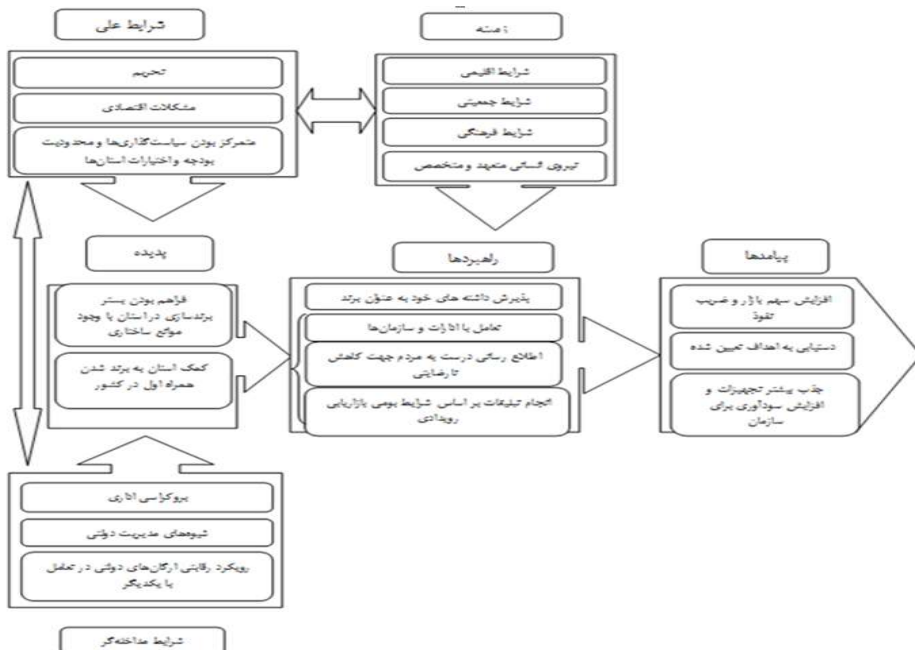 شرایط علی
زمینه
تحریم
مشکلات اقتصادی
متمرکز بودن سیاست‌گذاری‌ها و محدودیت
بودجه و اختیارات استان‌ها
شرایط اقلیمی
شرایط جمعیتی
شرایط فرهنگی
نیروی انسانی متعهد و متخصص
پدیده
فراهم بودن بستر
برندسازی در استان با وجود
موانع ساختاری
کمک استان به برند شدن
همراه اول در کشور
راهبردها
پذیرش داشته های خود به عنوان برند
تعامل با ادارات و سازمان‌ها
اطلاع رسانی درست به مردم جهت کاهش
نارضایتی
انجام تبلیغات بر اساس شرایط بومی بازاریابی
رویدادی
پیامدها
افزایش سهم بازار و ضریب
نفوذ
دستیابی به اهداف تعیین شده
جذب بیشتر تجهیزات و
افزایش سودآوری برای
سازمان
بروکراسی اداری
شیوه‌های مدیریت دولتی
رویکرد رقابتی ارگان‌های دولتی در تعامل
با یکدیگر
شرایط مداخله‌گر